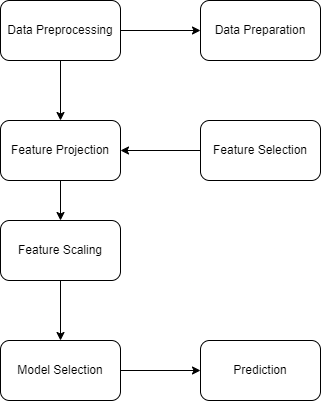 Data Preprocessing
Data Preparation
Feature Projection
Feature Selection
Feature Scaling
Model Selection
Prediction